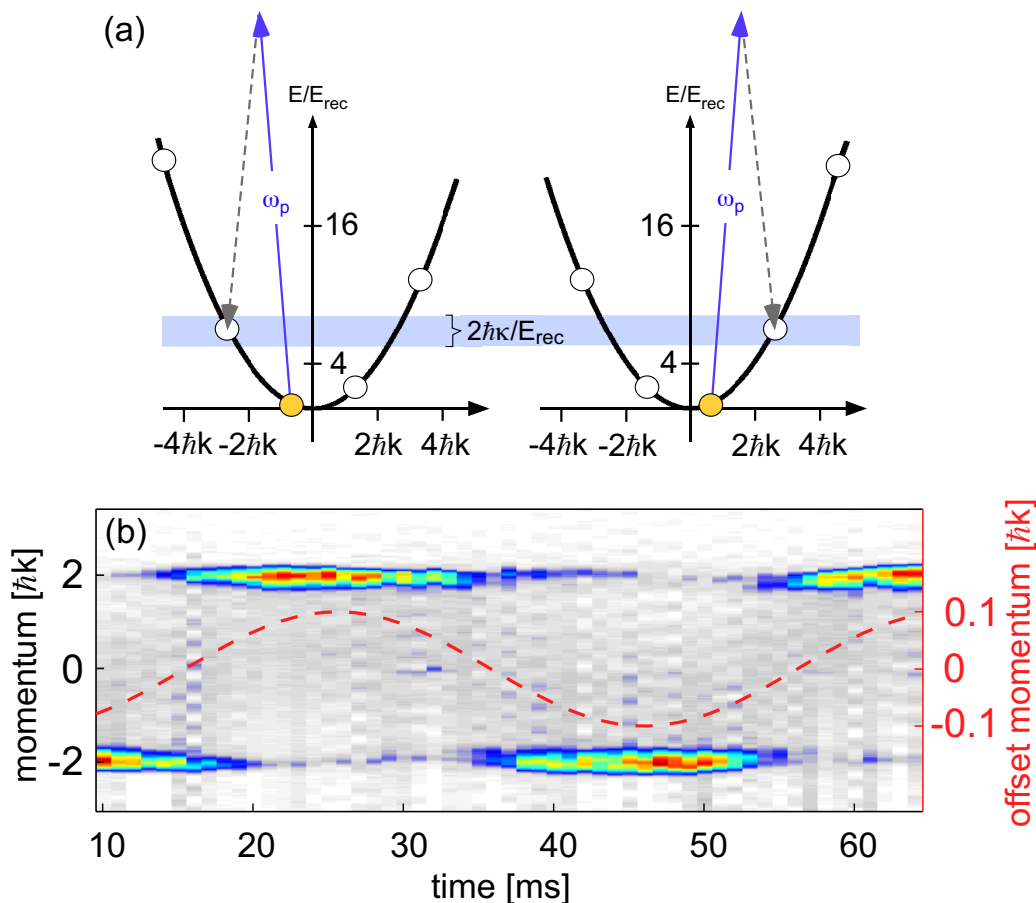 (a)
E/E_rec E/E_rec
ω_p ω_p
16 16
2ħκ/E_rec
4 4
-4ħk -2ħk 2ħk 4ħk -4ħk -2ħk 2ħk 4ħk
(b)
momentum [ħk]
2
0
-2
offset momentum [ħk]
0.1
0
-0.1
10 20 30 40 50 60
time [ms]